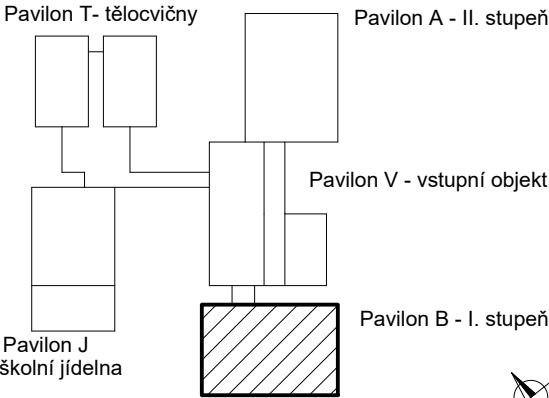 Pavilon T- tělocvičny
Pavilon A - II. stupeň
Pavilon V - vstupní objekt
Pavilon B - I. stupeň
Pavilon J
školní jídelna